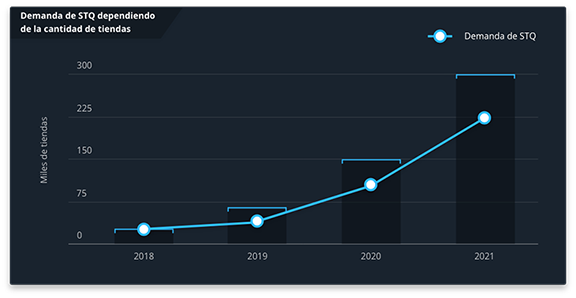 Demanda de STQ dependiendo
de la cantidad de tiendas
Demanda de STQ
Miles de tiendas
300
225
150
75
0
2018
2019
2020
2021